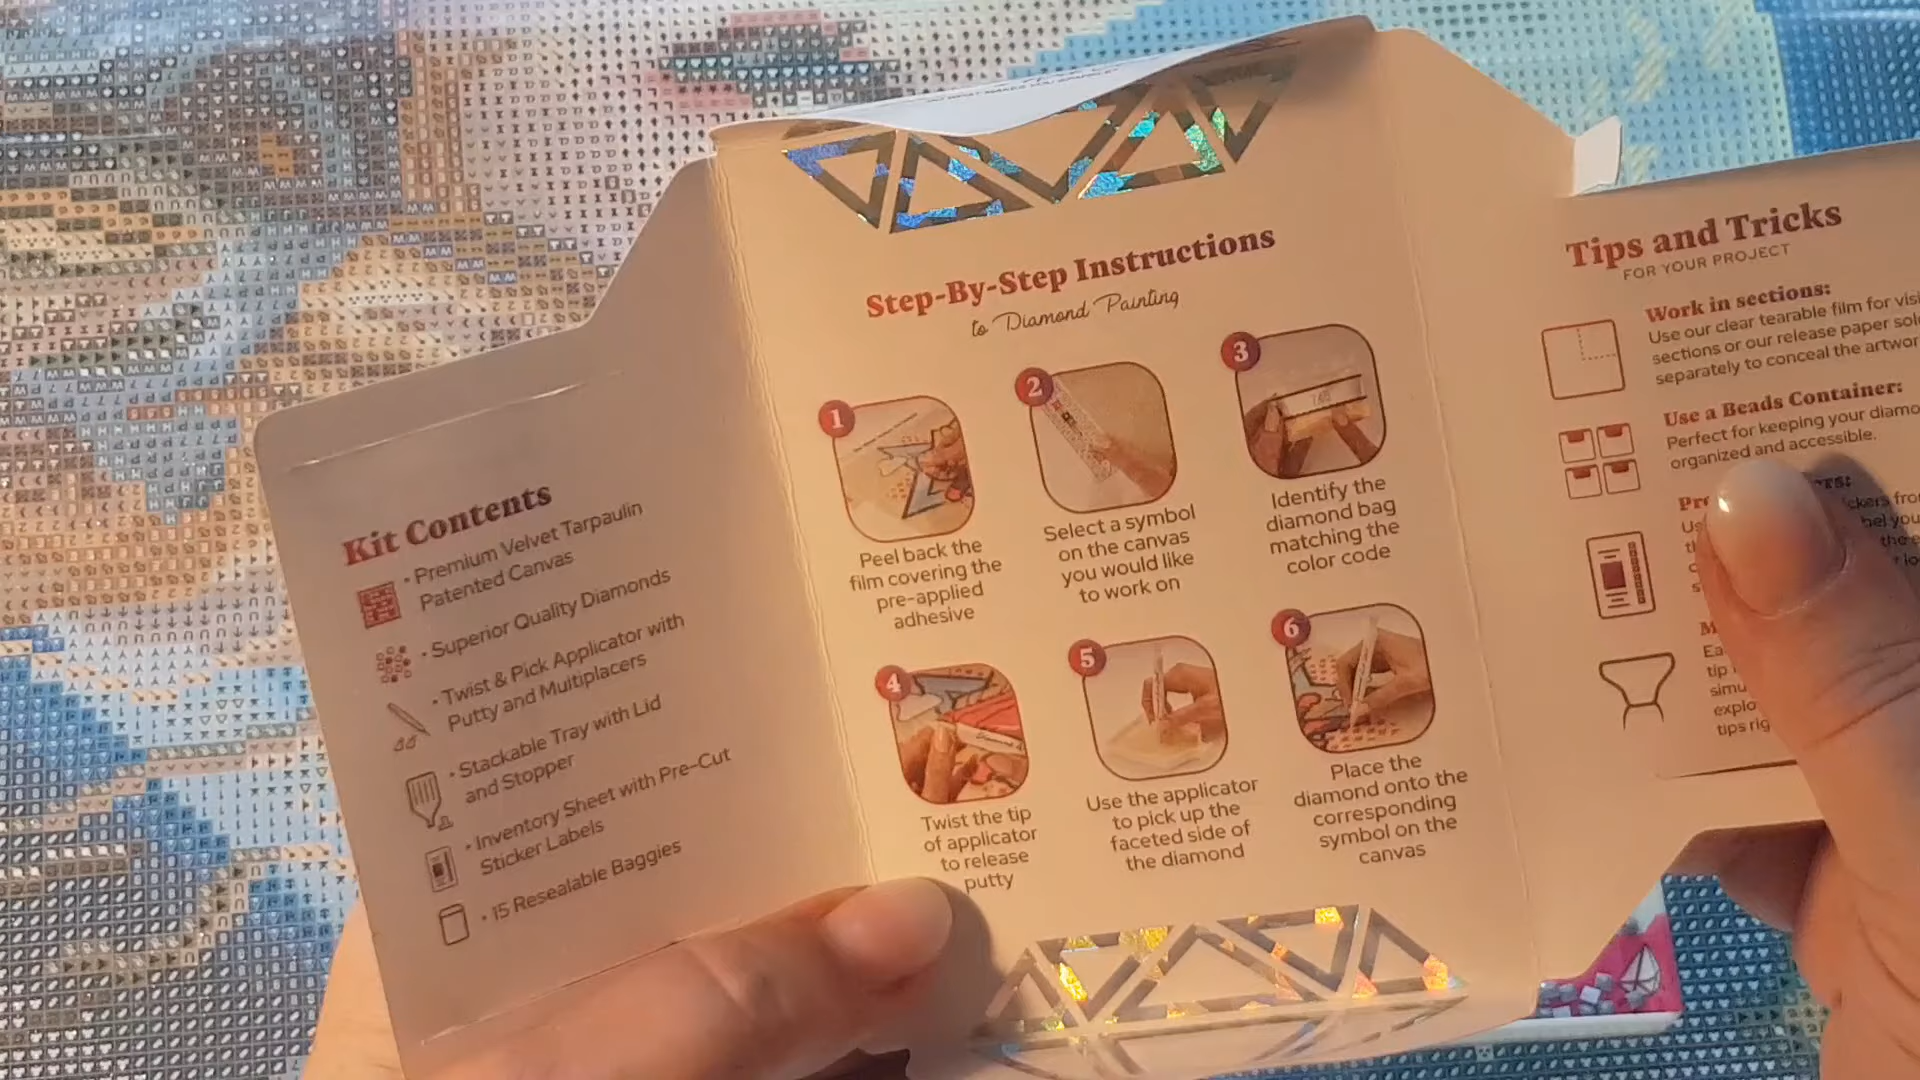 Kit Contents
• Premium Velvet Tarpaulin
Patented Canvas
• Superior Quality Diamonds
• Twist & Pick Applicator with
Putty and Multiplacers
• Stackable Tray with Lid
and Stopper
• Inventory Sheet with Pre-Cut
Sticker Labels
• 15 Resealable Baggies
Step-By-Step Instructions
to Diamond Painting
1
Peel back the
film covering the
pre-applied
adhesive
2
Select a symbol
on the canvas
you would like
to work on
3
Identify the
diamond bag
matching the
color code
4
Twist the tip
of applicator
to release
putty
5
Use the applicator
to pick up the
faceted side of
the diamond
6
Place the
diamond onto the
corresponding
symbol on the
canvas
Tips and Tricks
FOR YOUR PROJECT
Work in sections:
Use our clear tearable film for
sections or our release paper
separately to conceal the
Use a Beads Container:
Perfect for keeping your
organized and accessible.
tip
tips